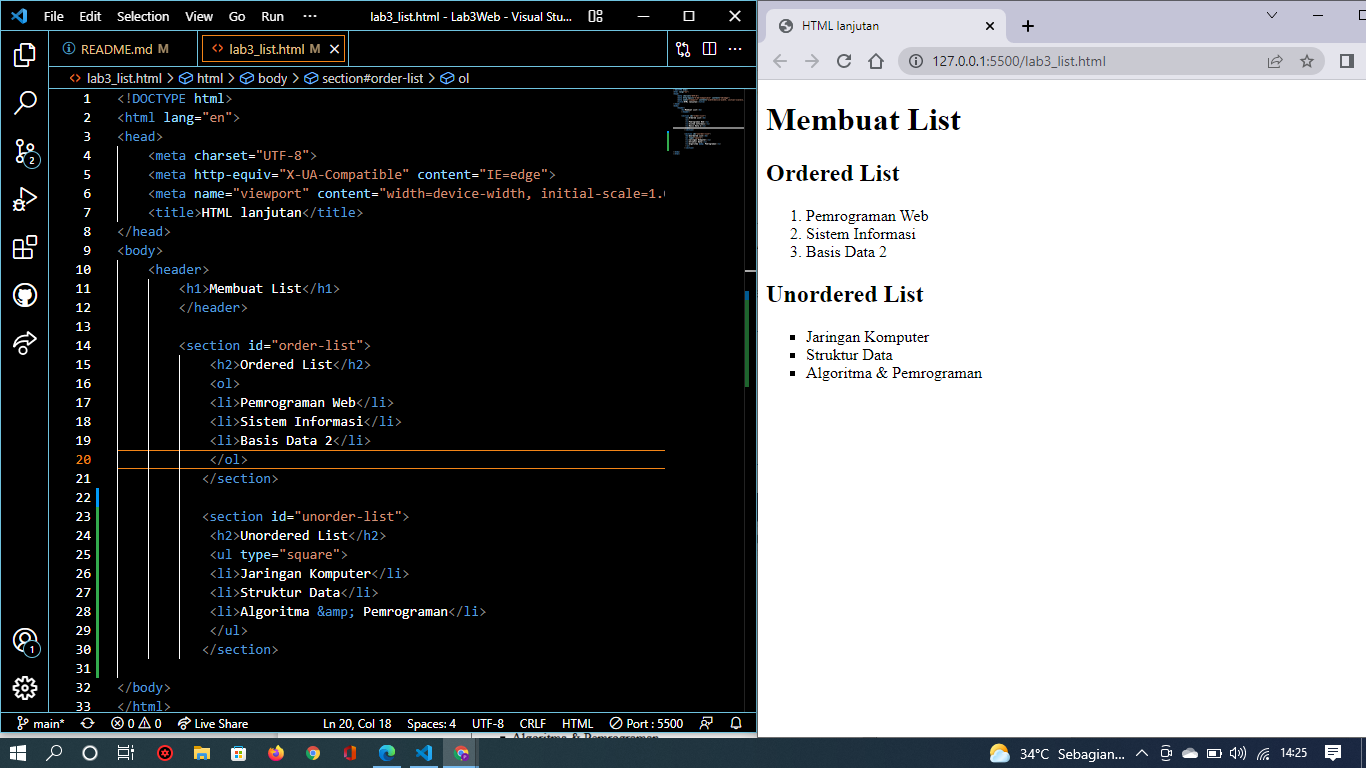 File Edit Selection View Go Run ··· lab3_list.html - Lab3Web - Visual Stu...
README.md M lab3_list.html M
lab3_list.html > html > body > section#order-list > ol
1 <!DOCTYPE html>
2 <html lang="en">
3 <head>
4 <meta charset="UTF-8">
5 <meta http-equiv="X-UA-Compatible" content="IE=edge">
6 <meta name="viewport" content="width=device-width, initial-scale=1.
7 <title>HTML lanjutan</title>
8 </head>
9 <body>
10 <header>
11 <h1>Membuat List</h1>
12 </header>
13
14 <section id="order-list">
15 <h2>Ordered List</h2>
16 <ol>
17 <li>Pemrograman Web</li>
18 <li>Sistem Informasi</li>
19 <li>Basis Data 2</li>
20 </ol>
21 </section>
22
23 <section id="unorder-list">
24 <h2>Unordered List</h2>
25 <ul type="square">
26 <li>Jaringan Komputer</li>
27 <li>Struktur Data</li>
28 <li>Algoritma &amp; Pemrograman</li>
29 </ul>
30 </section>
31
32 </body>
33 </html>
2
1
main* 0 0 Live Share Ln 20, Col 18 Spaces: 4 UTF-8 CRLF HTML Port : 5500
HTML lanjutan
127.0.0.1:5500/lab3_list.html
Membuat List
Ordered List
1. Pemrograman Web
2. Sistem Informasi
3. Basis Data 2
Unordered List
Jaringan Komputer
Struktur Data
Algoritma & Pemrograman
34°C Sebagian... 14:25